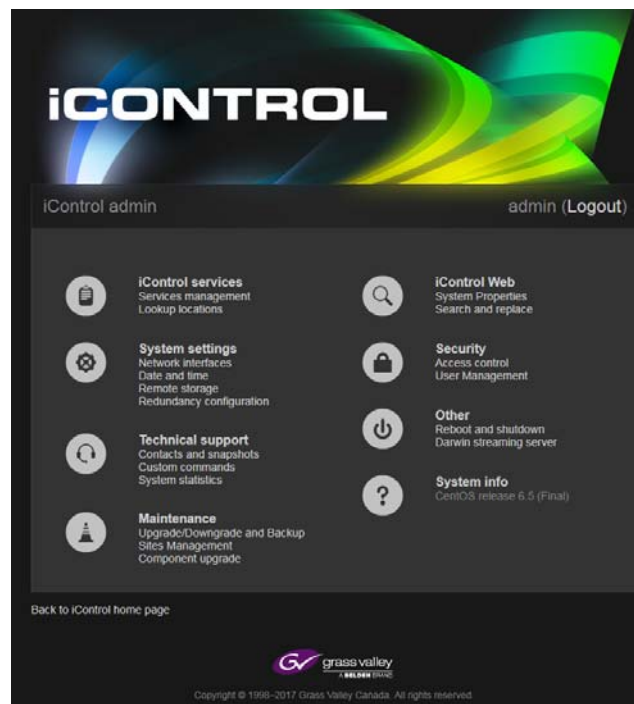 iCONTROL
iControl admin
admin (Logout)
iControl services
Services management
Lookup locations
System settings
Network interfaces
Date and time
Remote storage
Redundancy configuration
Technical support
Contacts and snapshots
Custom commands
System statistics
Maintenance
Upgrade/Downgrade and Backup
Sites Management
Component upgrade
iControl Web
System Properties
Search and replace
Security
Access control
User Management
Other
Reboot and shutdown
Darwin streaming server
System info
CentOS release 6.5 (Final)
Back to iControl home page
GV grass valley
A BELDEN BRAND
Copyright © 1998–2017 Grass Valley Canada. All rights reserved.